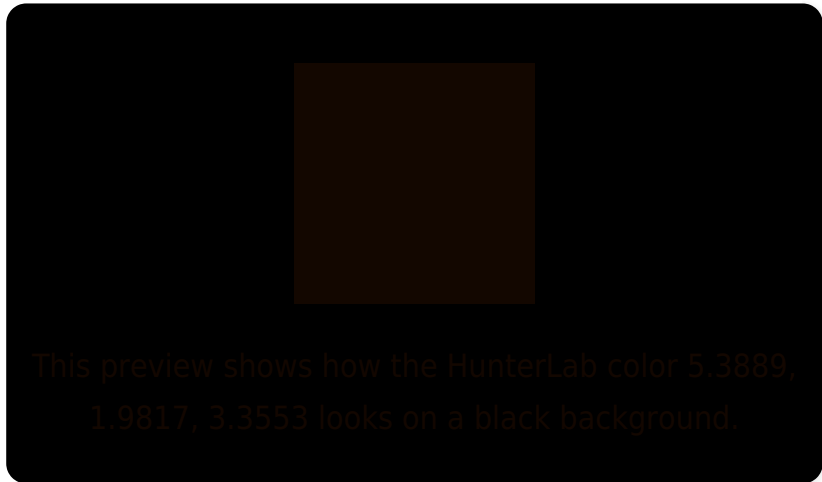 This preview shows how the HunterLab color 5.3889,
1.9817, 3.3553 looks on a black background.